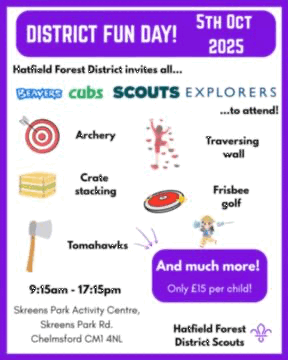 DISTRICT FUN DAY!
5TH OCT
2025
Hatfield Forest District invites all...
BEAVERS cubs SCOUTS EXPLORERS
...to attend!
Archery
Traversing
wall
Crate
stacking
Frisbee
golf
Tomahawks
And much more!
Only £15 per child!
9:15am - 17:15pm
Skreens Park Activity Centre,
Skreens Park Rd.
Chelmsford CM1 4NL
Hatfield Forest
District Scouts